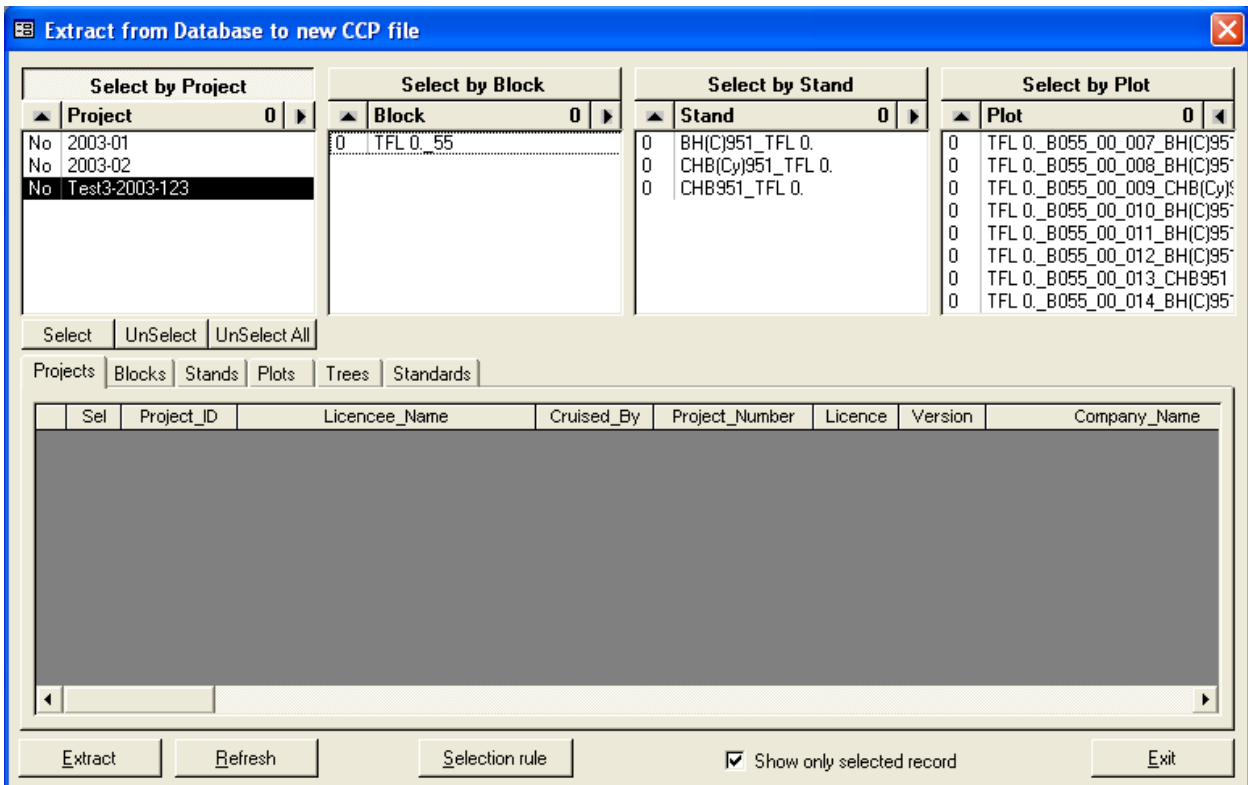 Extract from Database to new CCP file
Select by Project
Select by Block
Select by Stand
Select by Plot
Project 0
Block 0
Stand 0
Plot 0
No 2003-01
No 2003-02
No Test3-2003-123
0 TFL 0._55
0 BH(C)951_TFL 0.
0 CHB(Cy)951_TFL 0.
0 CHB951_TFL 0.
0 TFL 0._B055_00_007_BH(C)95
0 TFL 0._B055_00_008_BH(C)95
0 TFL 0._B055_00_009_CHB(Cy)
0 TFL 0._B055_00_010_BH(C)95
0 TFL 0._B055_00_011_BH(C)95
0 TFL 0._B055_00_012_BH(C)95
0 TFL 0._B055_00_013_CHB951
0 TFL 0._B055_00_014_BH(C)95
Select UnSelect UnSelect All
Projects Blocks Stands Plots Trees Standards
Sel Project_ID Licencee_Name Cruised_By Project_Number Licence Version Company_Name
Extract Refresh Selection rule Show only selected record Exit